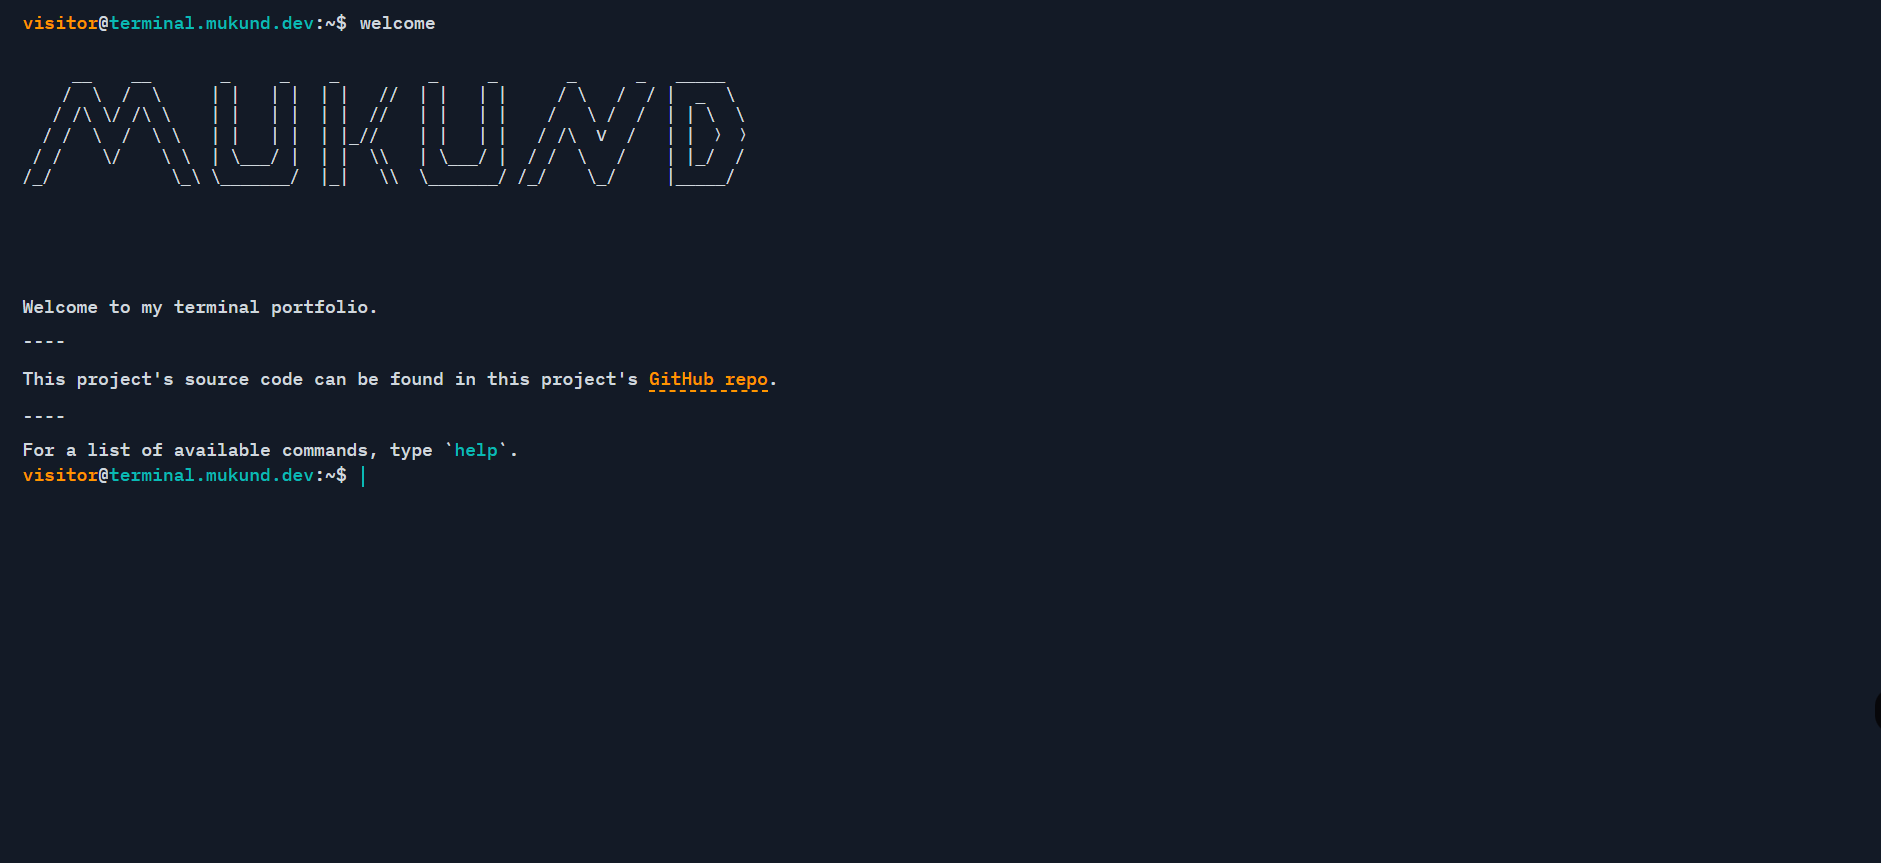 visitor@terminal.mukund.dev:~$ welcome
MUKUND
Welcome to my terminal portfolio.
----
This project's source code can be found in this project's GitHub repo.
----
For a list of available commands, type `help`.
visitor@terminal.mukund.dev:~$